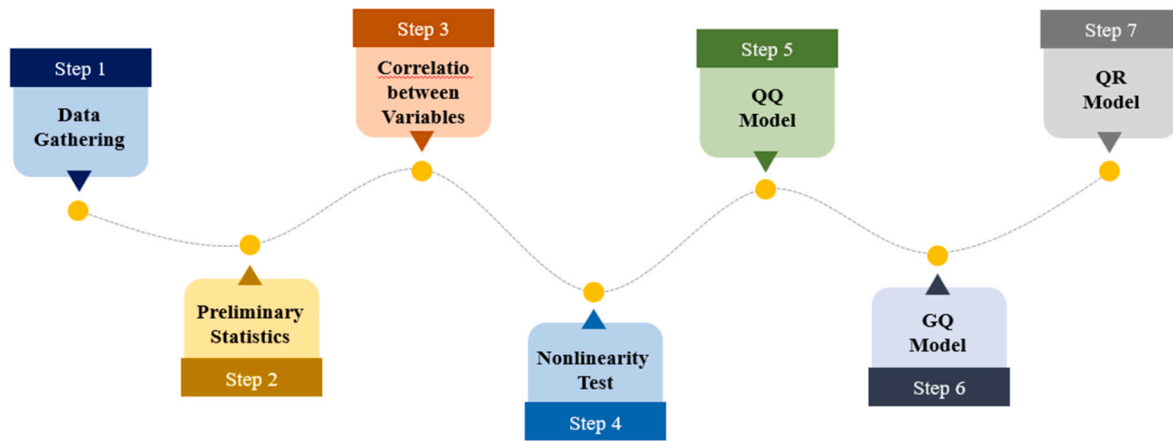 Step 1
Data
Gathering
Preliminary
Statistics
Step 2
Step 3
Correlatio
between
Variables
Nonlinearity
Test
Step 4
Step 5
QQ
Model
GQ
Model
Step 6
Step 7
QR
Model